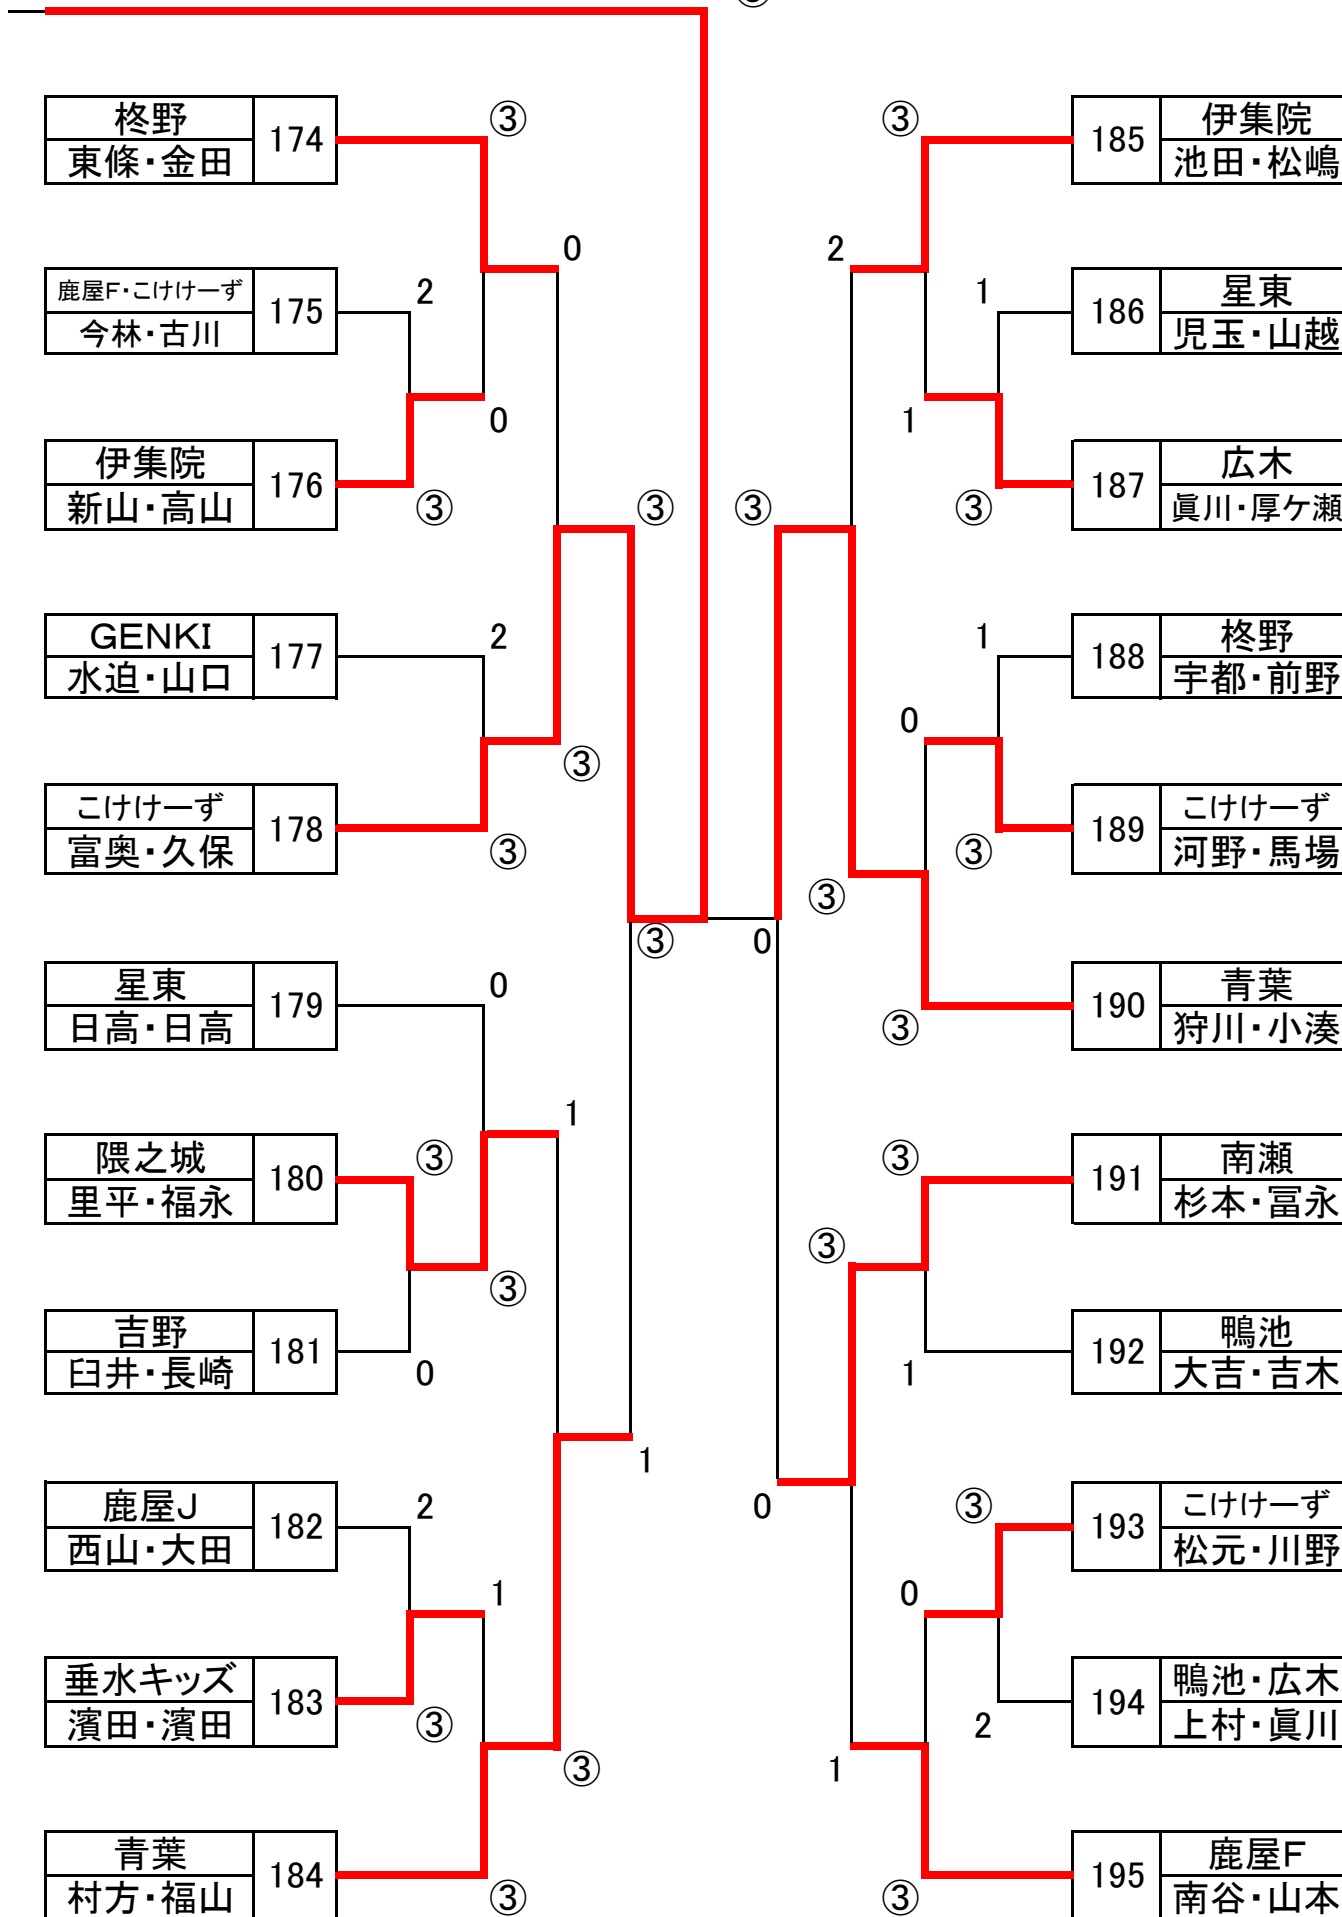 ③
柊野
174
東條・金田
鹿屋F・こけけーず
175
今林・古川
伊集院
176
新山・高山
GENKI
177
水迫・山口
こけけーず
178
富奥・久保
星東
179
日高・日高
隈之城
180
里平・福永
吉野
181
臼井・長崎
鹿屋J
182
西山・大田
垂水キッズ
183
濱田・濱田
青葉
184
村方・福山
③
0
2
0
③
③
2
③
③
③
0
1
③
③
0
1
2
1
③
③
③
③
2
1
1
③
③
1
0
③
③
0
③
③
③
1
0
③
0
2
1
③
伊集院
185
池田・松嶋
星東
186
児玉・山越
広木
187
眞川・厚ケ瀬
柊野
188
宇都・前野
こけけーず
189
河野・馬場
青葉
190
狩川・小湊
南瀬
191
杉本・冨永
鴨池
192
大吉・吉木
こけけーず
193
松元・川野
鴨池・広木
194
上村・眞川
鹿屋F
195
南谷・山本